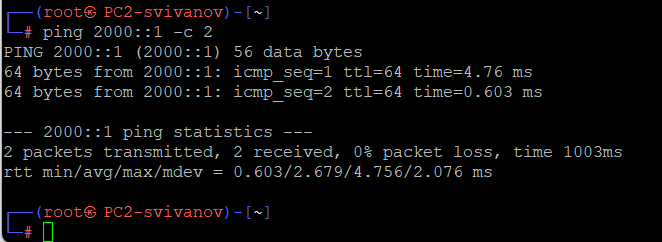 ┌──(root㉿ PC2-svivanov)-[~]
└─# ping 2000::1 -c 2
PING 2000::1 (2000::1) 56 data bytes
64 bytes from 2000::1: icmp_seq=1 ttl=64 time=4.76 ms
64 bytes from 2000::1: icmp_seq=2 ttl=64 time=0.603 ms
--- 2000::1 ping statistics ---
2 packets transmitted, 2 received, 0% packet loss, time 1003ms
rtt min/avg/max/mdev = 0.603/2.679/4.756/2.076 ms
┌──(root㉿ PC2-svivanov)-[~]
└─#